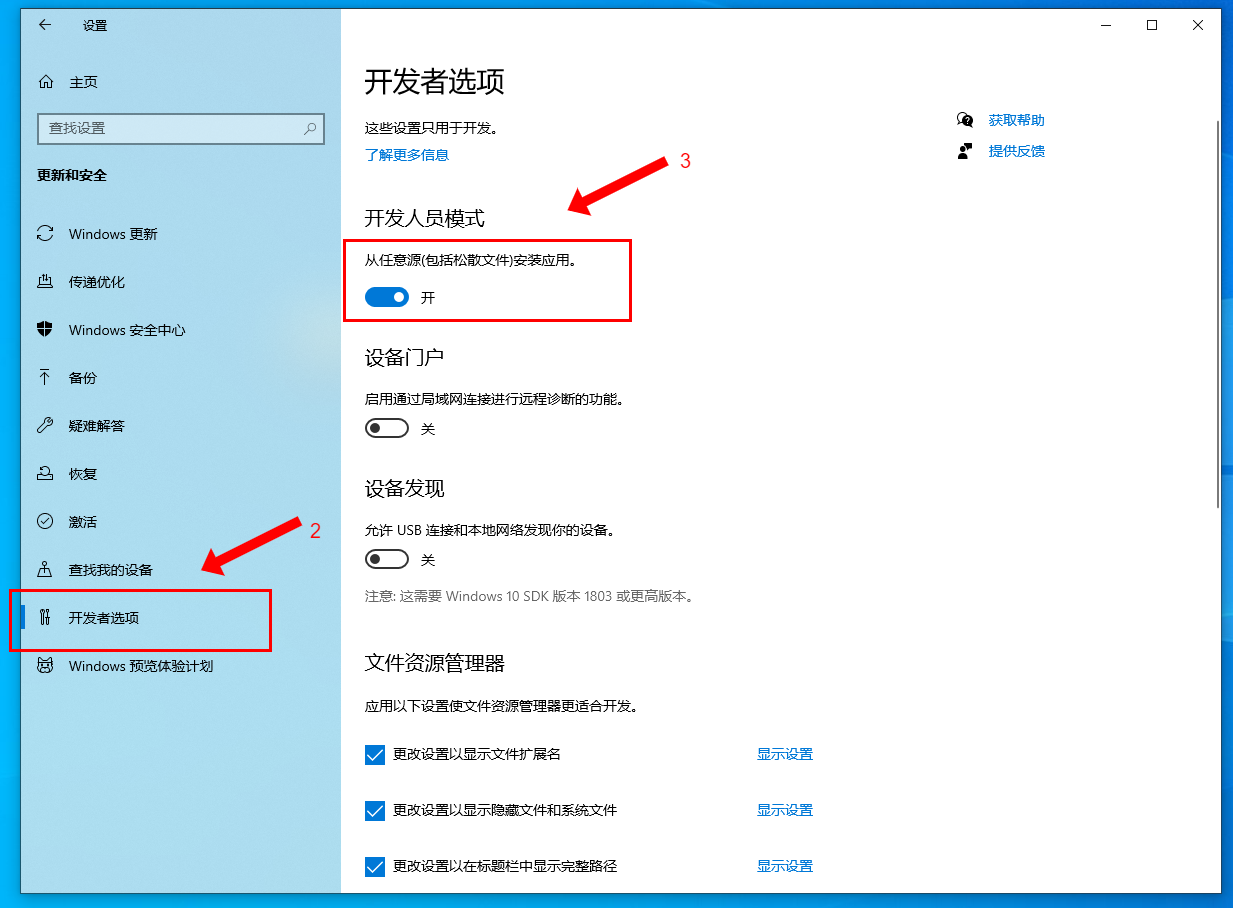 设置
主页
查找设置
更新和安全
Windows 更新
传递优化
Windows 安全中心
备份
疑难解答
恢复
激活
查找我的设备
2
开发者选项
Windows 预览体验计划
开发者选项
这些设置只用于开发。
了解更多信息
获取帮助
提供反馈
3
开发人员模式
从任意源(包括松散文件)安装应用。
开
设备门户
启用通过局域网连接进行远程诊断的功能。
关
设备发现
允许 USB 连接和本地网络发现你的设备。
关
注意: 这需要 Windows 10 SDK 版本 1803 或更高版本。
文件资源管理器
应用以下设置使文件资源管理器更适合开发。
更改设置以显示文件扩展名 显示设置
更改设置以显示隐藏文件和系统文件 显示设置
更改设置以在标题栏中显示完整路径 显示设置